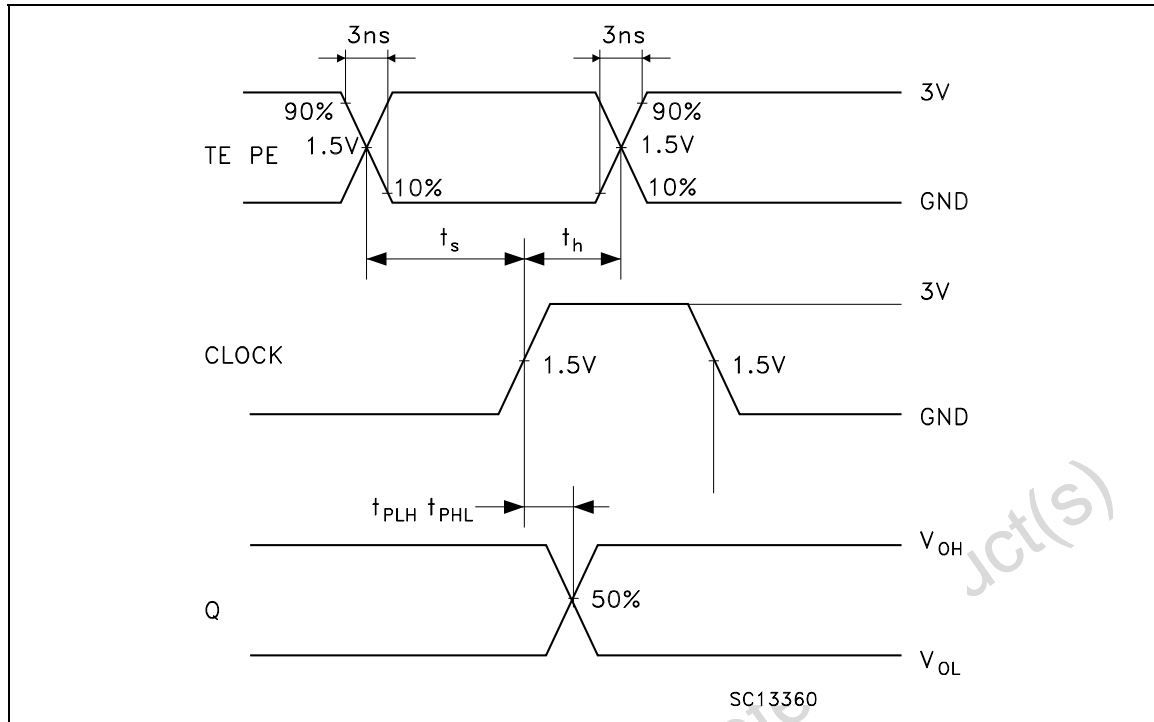 3ns 3ns
3V
90% 90%
TE PE 1.5V 1.5V
10% 10%
GND
ts th
3V
CLOCK 1.5V 1.5V
GND
tPLH tPHL
VOH
Q 50%
VOL
SC13360